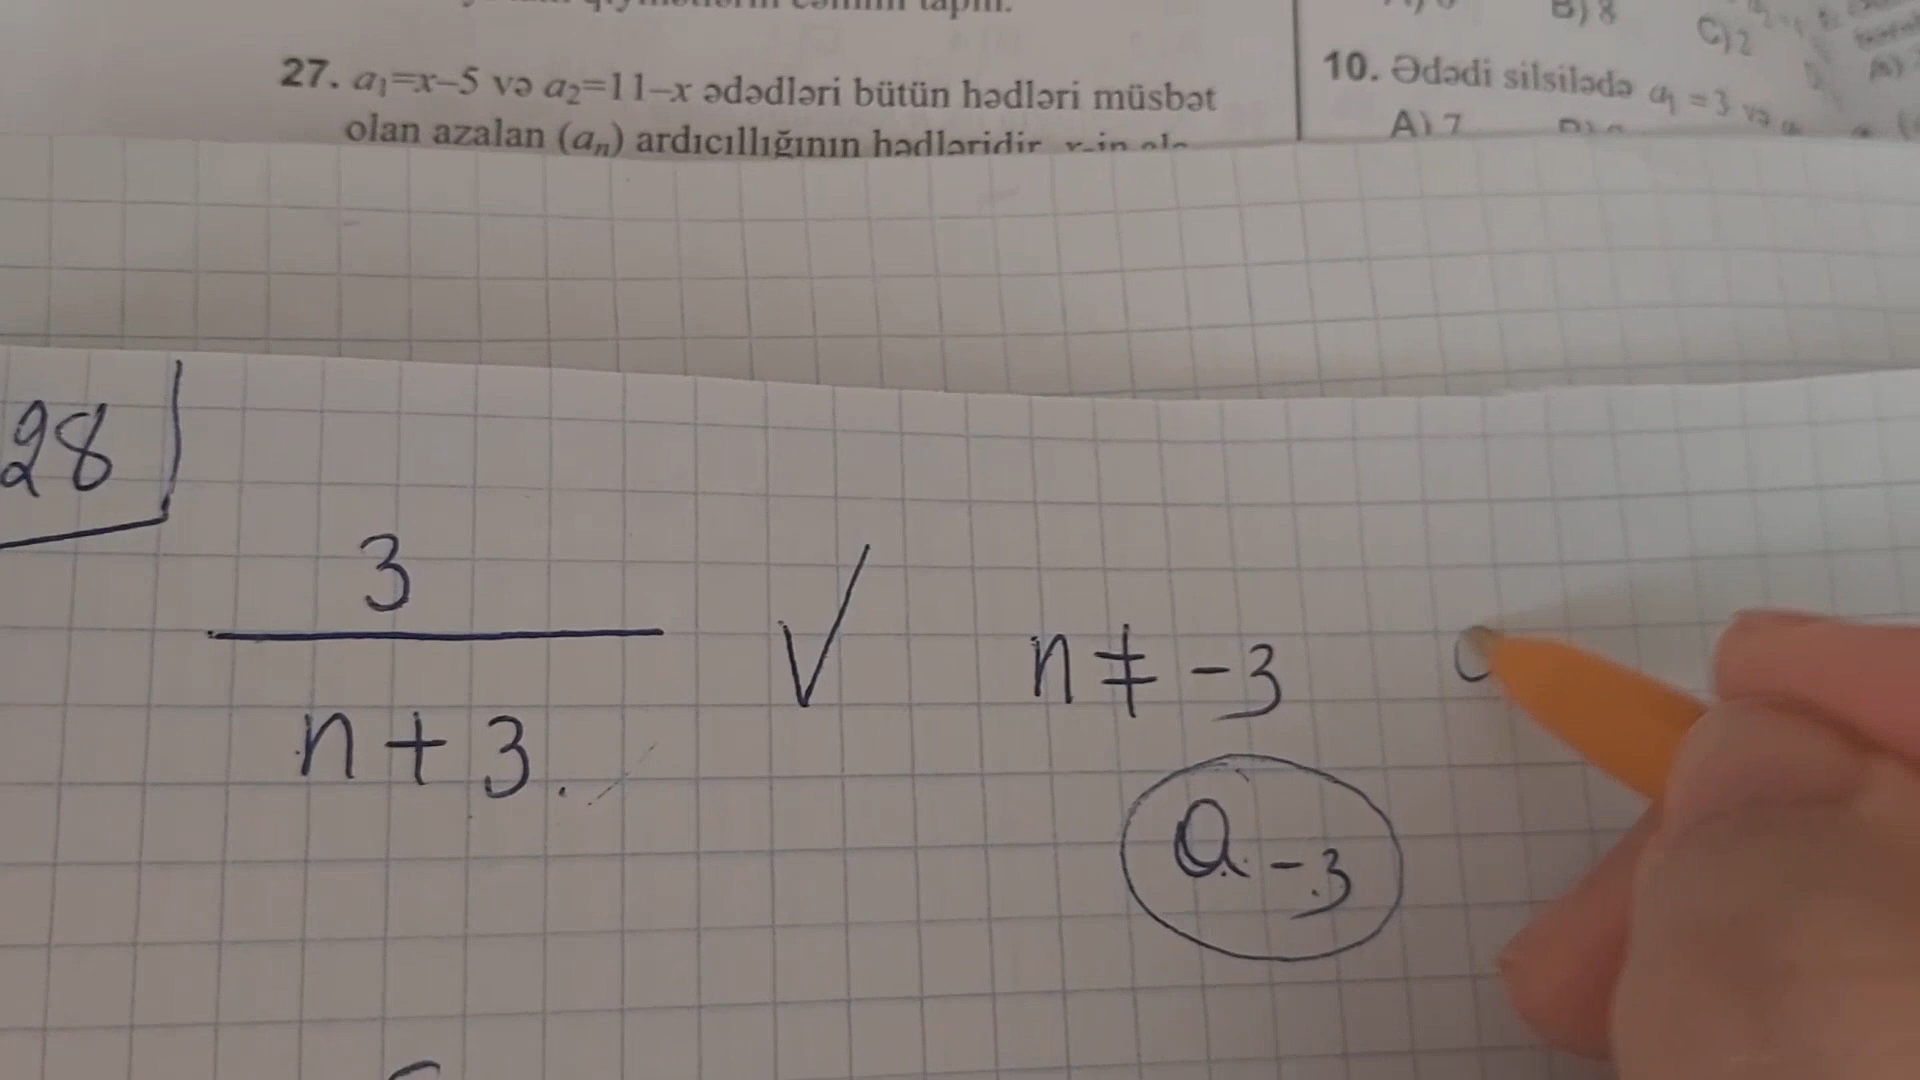 tapın.
27. a₁=x–5 və a₂=11–x ədədləri bütün hədləri müsbət
olan azalan (aₙ) ardıcıllığının hədləridir
B) 8
C) 2
10. Ədədi silsilədə a₁ = 3 və
A) 7
28
3
n + 3
√
n ≠ -3
a₋₃